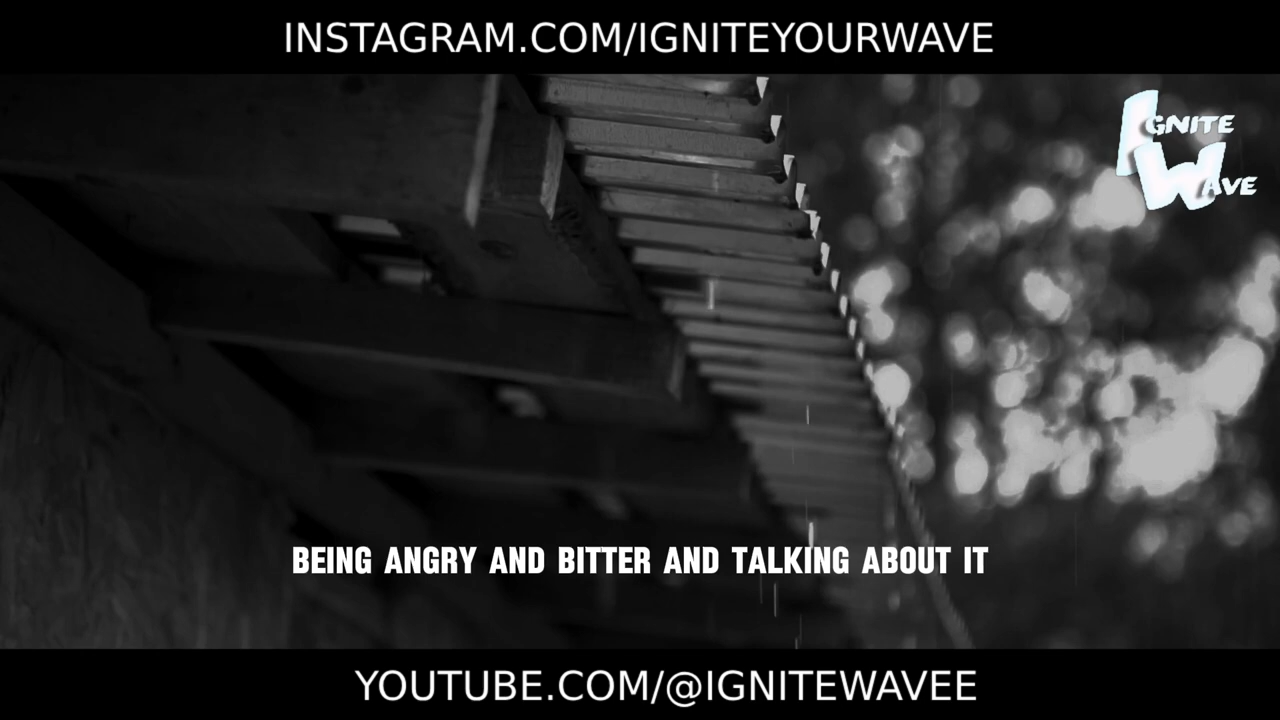 INSTAGRAM.COM/IGNITEYOURWAVE
IGNITE
WAVE
BEING ANGRY AND BITTER AND TALKING ABOUT IT
YOUTUBE.COM/@IGNITEWAVEE